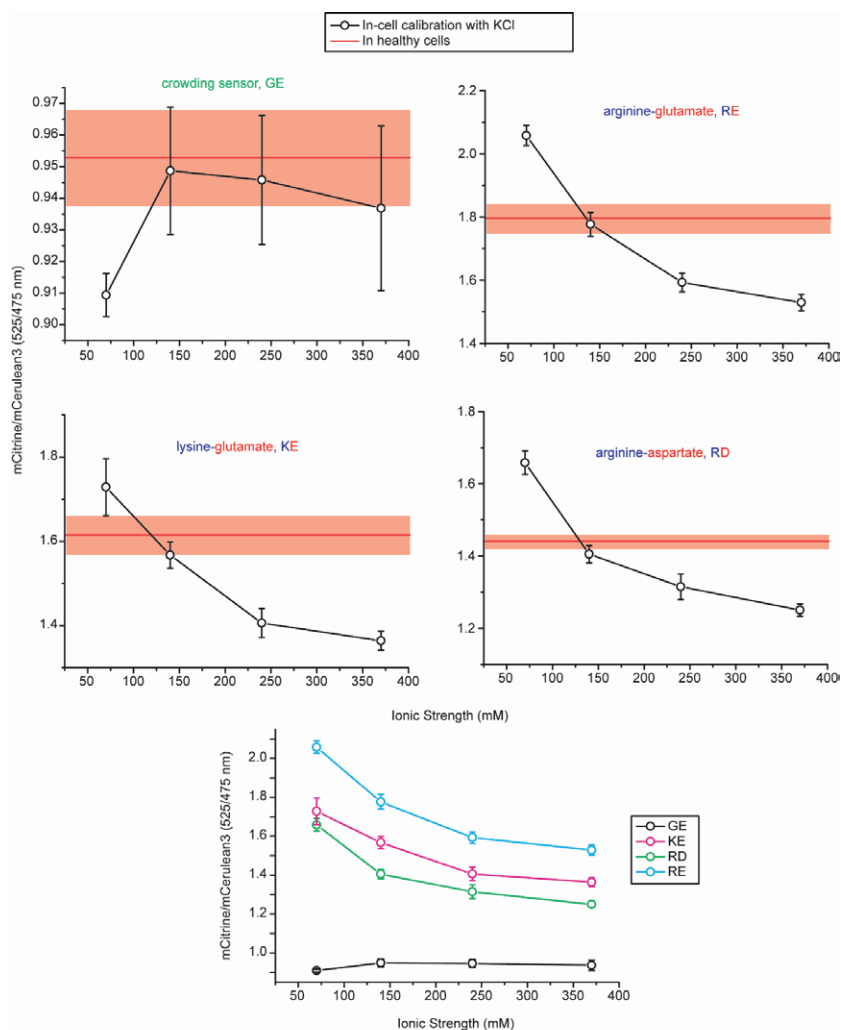 In-cell calibration with KCl
In healthy cells
mCitrine/mCerulean3 (525/475 nm)
crowding sensor, GE
0.97
0.96
0.95
0.94
0.93
0.92
0.91
0.90
50 100 150 200 250 300 350 400
arginine-glutamate, RE
2.2
2.0
1.8
1.6
1.4
50 100 150 200 250 300 350 400
lysine-glutamate, KE
1.8
1.6
1.4
50 100 150 200 250 300 350 400
arginine-aspartate, RD
1.8
1.6
1.4
1.2
50 100 150 200 250 300 350 400
Ionic Strength (mM)
mCitrine/mCerulean3 (525/475 nm)
2.0
1.8
1.6
1.4
1.2
1.0
50 100 150 200 250 300 350 400
Ionic Strength (mM)
GE
KE
RD
RE